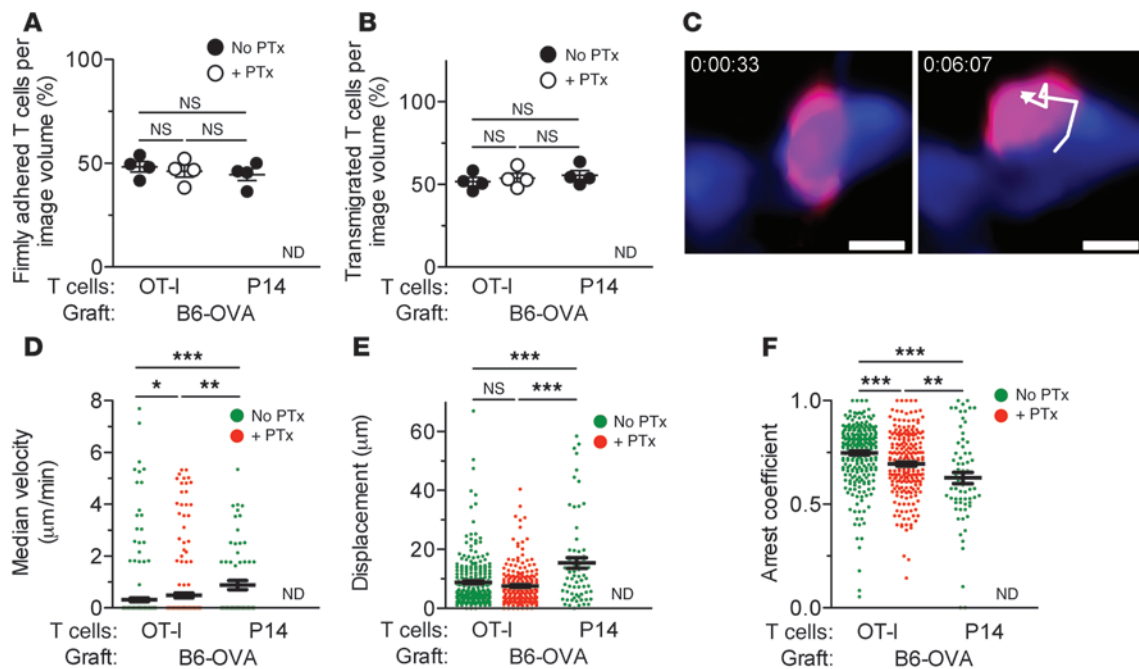 A
No PTx
+ PTx
Firmly adhered T cells per
image volume (%)
100
50
0
NS
NS
NS
ND
T cells: OT-I P14
Graft: B6-OVA
B
No PTx
+ PTx
Transmigrated T cells per
image volume (%)
100
50
0
NS
NS
NS
ND
T cells: OT-I P14
Graft: B6-OVA
C
0:00:33
0:06:07
D
No PTx
+ PTx
Median velocity
(μm/min)
8
6
4
2
0
***
* **
ND
T cells: OT-I P14
Graft: B6-OVA
E
No PTx
+ PTx
Displacement (μm)
60
40
20
0
***
NS ***
ND
T cells: OT-I P14
Graft: B6-OVA
F
No PTx
+ PTx
Arrest coefficient
1.0
0.5
0.0
***
*** **
ND
T cells: OT-I P14
Graft: B6-OVA